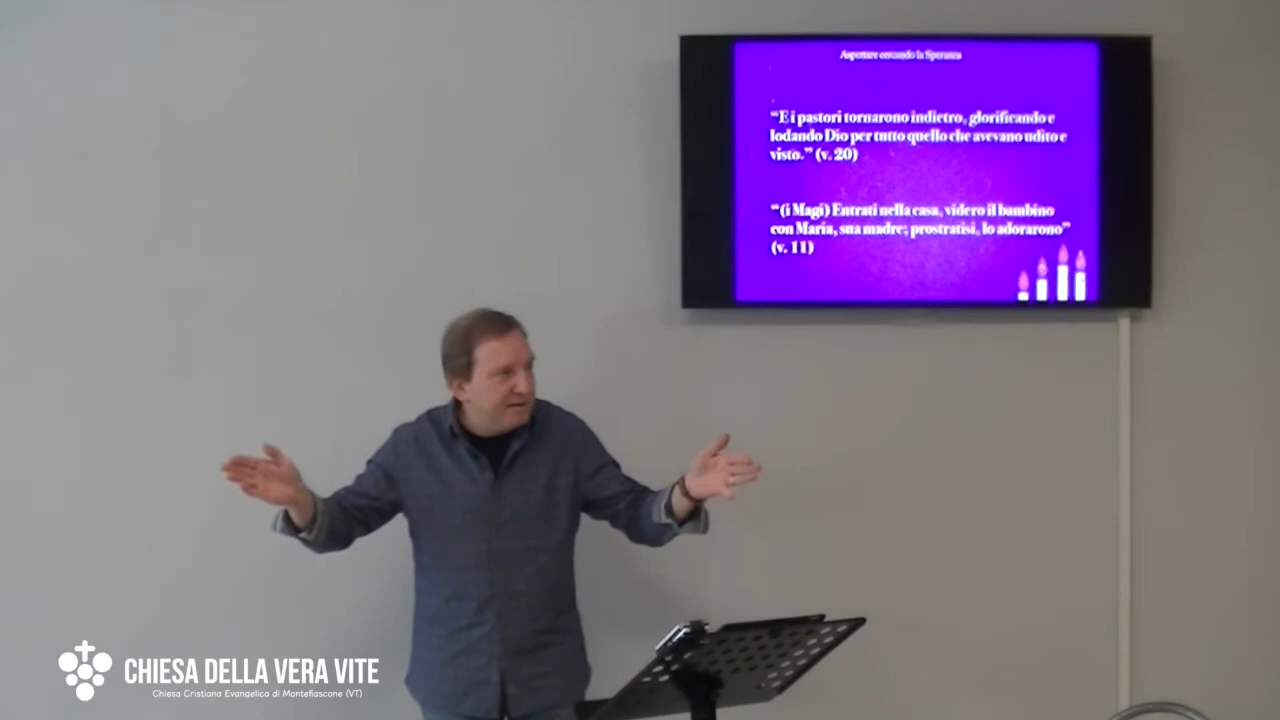 Aspettare cercando la Speranza
“E i pastori tornarono indietro, glorificando e
lodando Dio per tutto quello che avevano udito e
visto.” (v. 20)
“(i Magi) Entrati nella casa, videro il bambino
con Maria, sua madre; prostratisi, lo adorarono”
(v. 11)
CHIESA DELLA VERA VITE
Chiesa Cristiana Evangelica di Montefiascone (VT)